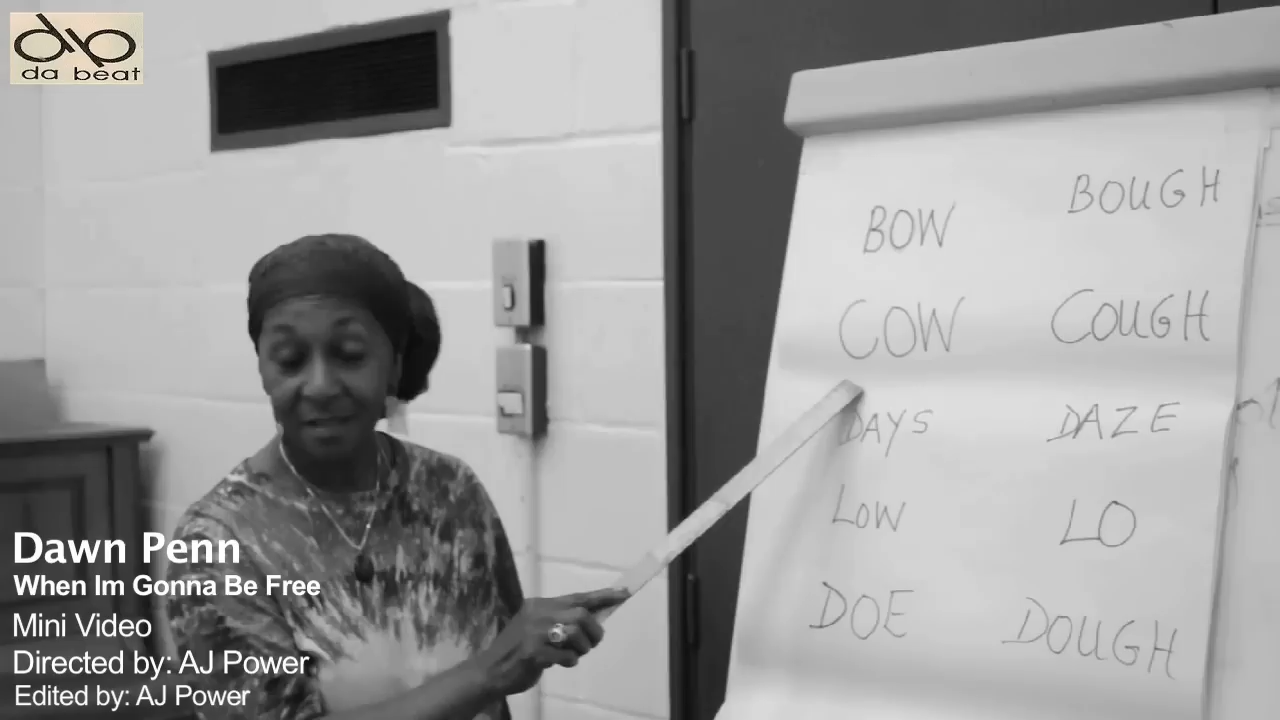 da beat
BOW BOUGH
COW COUGH
DAYS DAZE
LOW LO
DOE DOUGH
Dawn Penn
When Im Gonna Be Free
Mini Video
Directed by: AJ Power
Edited by: AJ Power